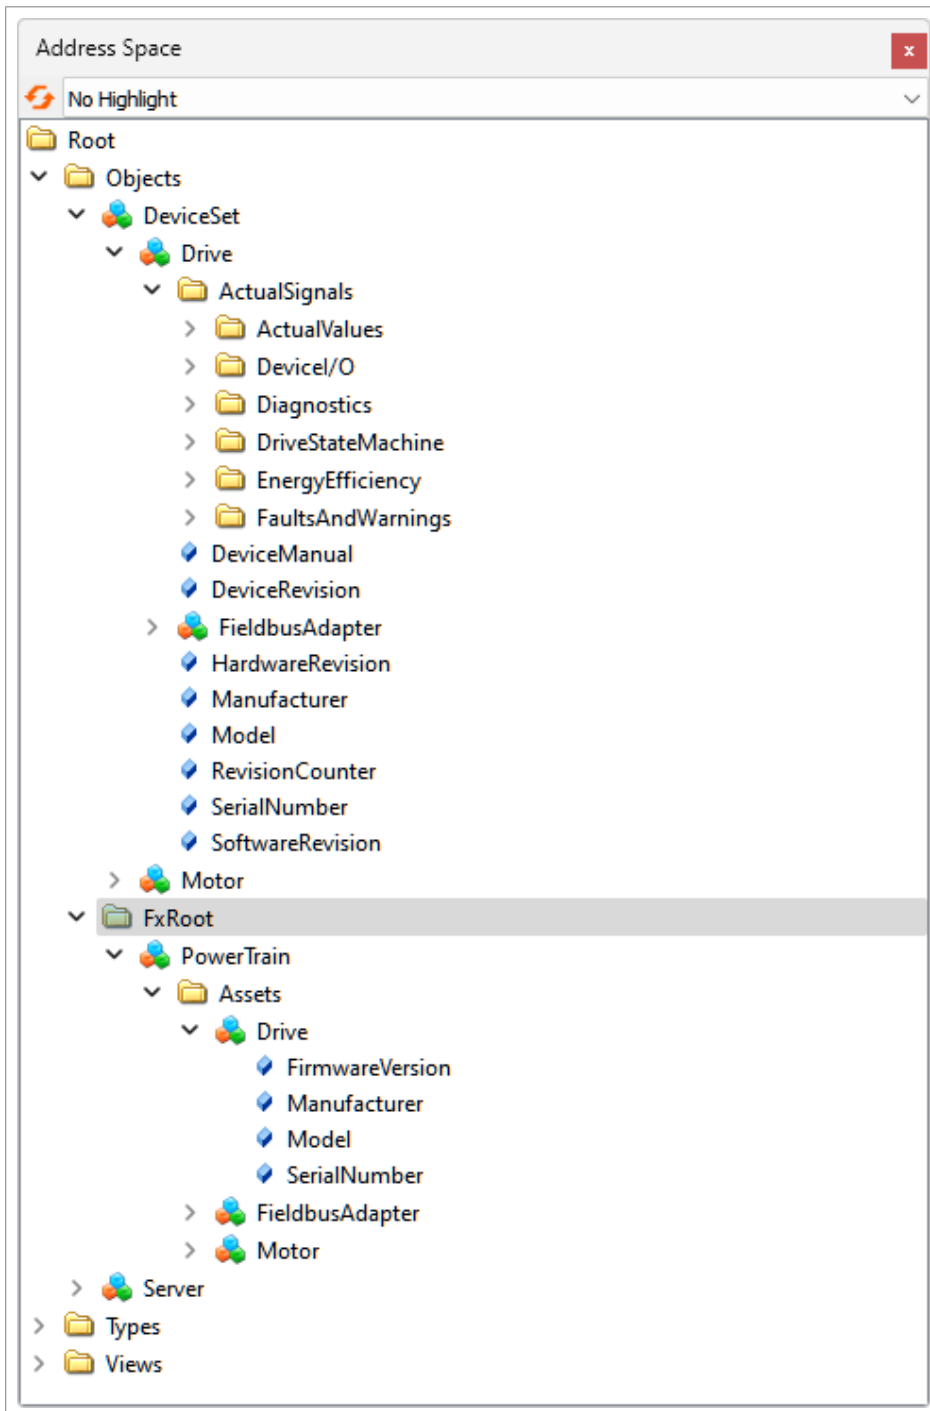 Address Space
x
No Highlight
Root
Objects
DeviceSet
Drive
ActualSignals
ActualValues
DeviceI/O
Diagnostics
DriveStateMachine
EnergyEfficiency
FaultsAndWarnings
DeviceManual
DeviceRevision
FieldbusAdapter
HardwareRevision
Manufacturer
Model
RevisionCounter
SerialNumber
SoftwareRevision
Motor
FxRoot
PowerTrain
Assets
Drive
FirmwareVersion
Manufacturer
Model
SerialNumber
FieldbusAdapter
Motor
Server
Types
Views